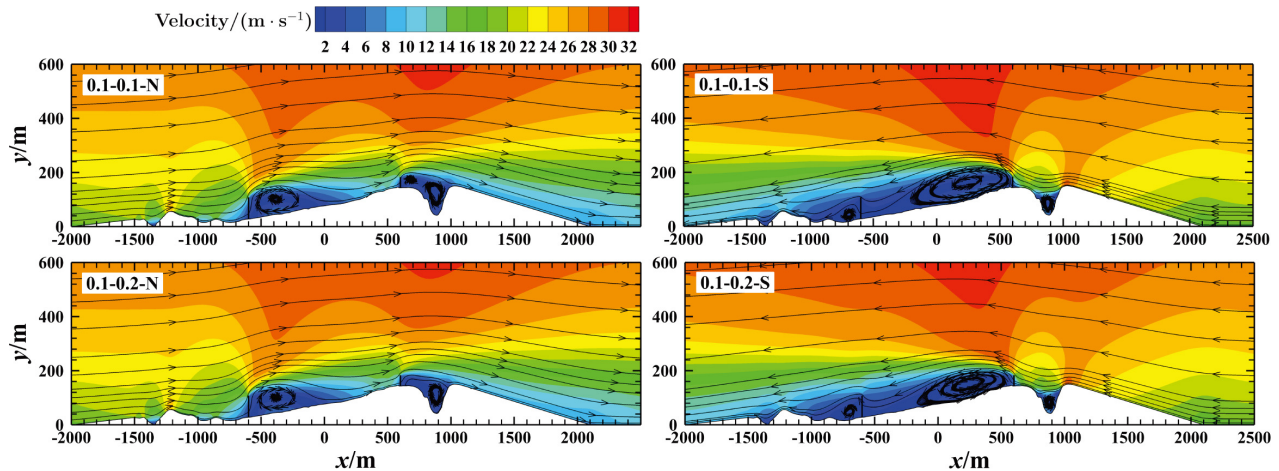 Velocity/(m · s⁻¹)
2 4 6 8 10 12 14 16 18 20 22 24 26 28 30 32
0.1-0.1-N
y/m
600
400
200
0
-2000 -1500 -1000 -500 0 500 1000 1500 2000
0.1-0.1-S
y/m
600
400
200
0
-2000 -1500 -1000 -500 0 500 1000 1500 2000 2500
0.1-0.2-N
y/m
600
400
200
0
-2000 -1500 -1000 -500 0 500 1000 1500 2000
x/m
0.1-0.2-S
y/m
600
400
200
0
-2000 -1500 -1000 -500 0 500 1000 1500 2000 2500
x/m